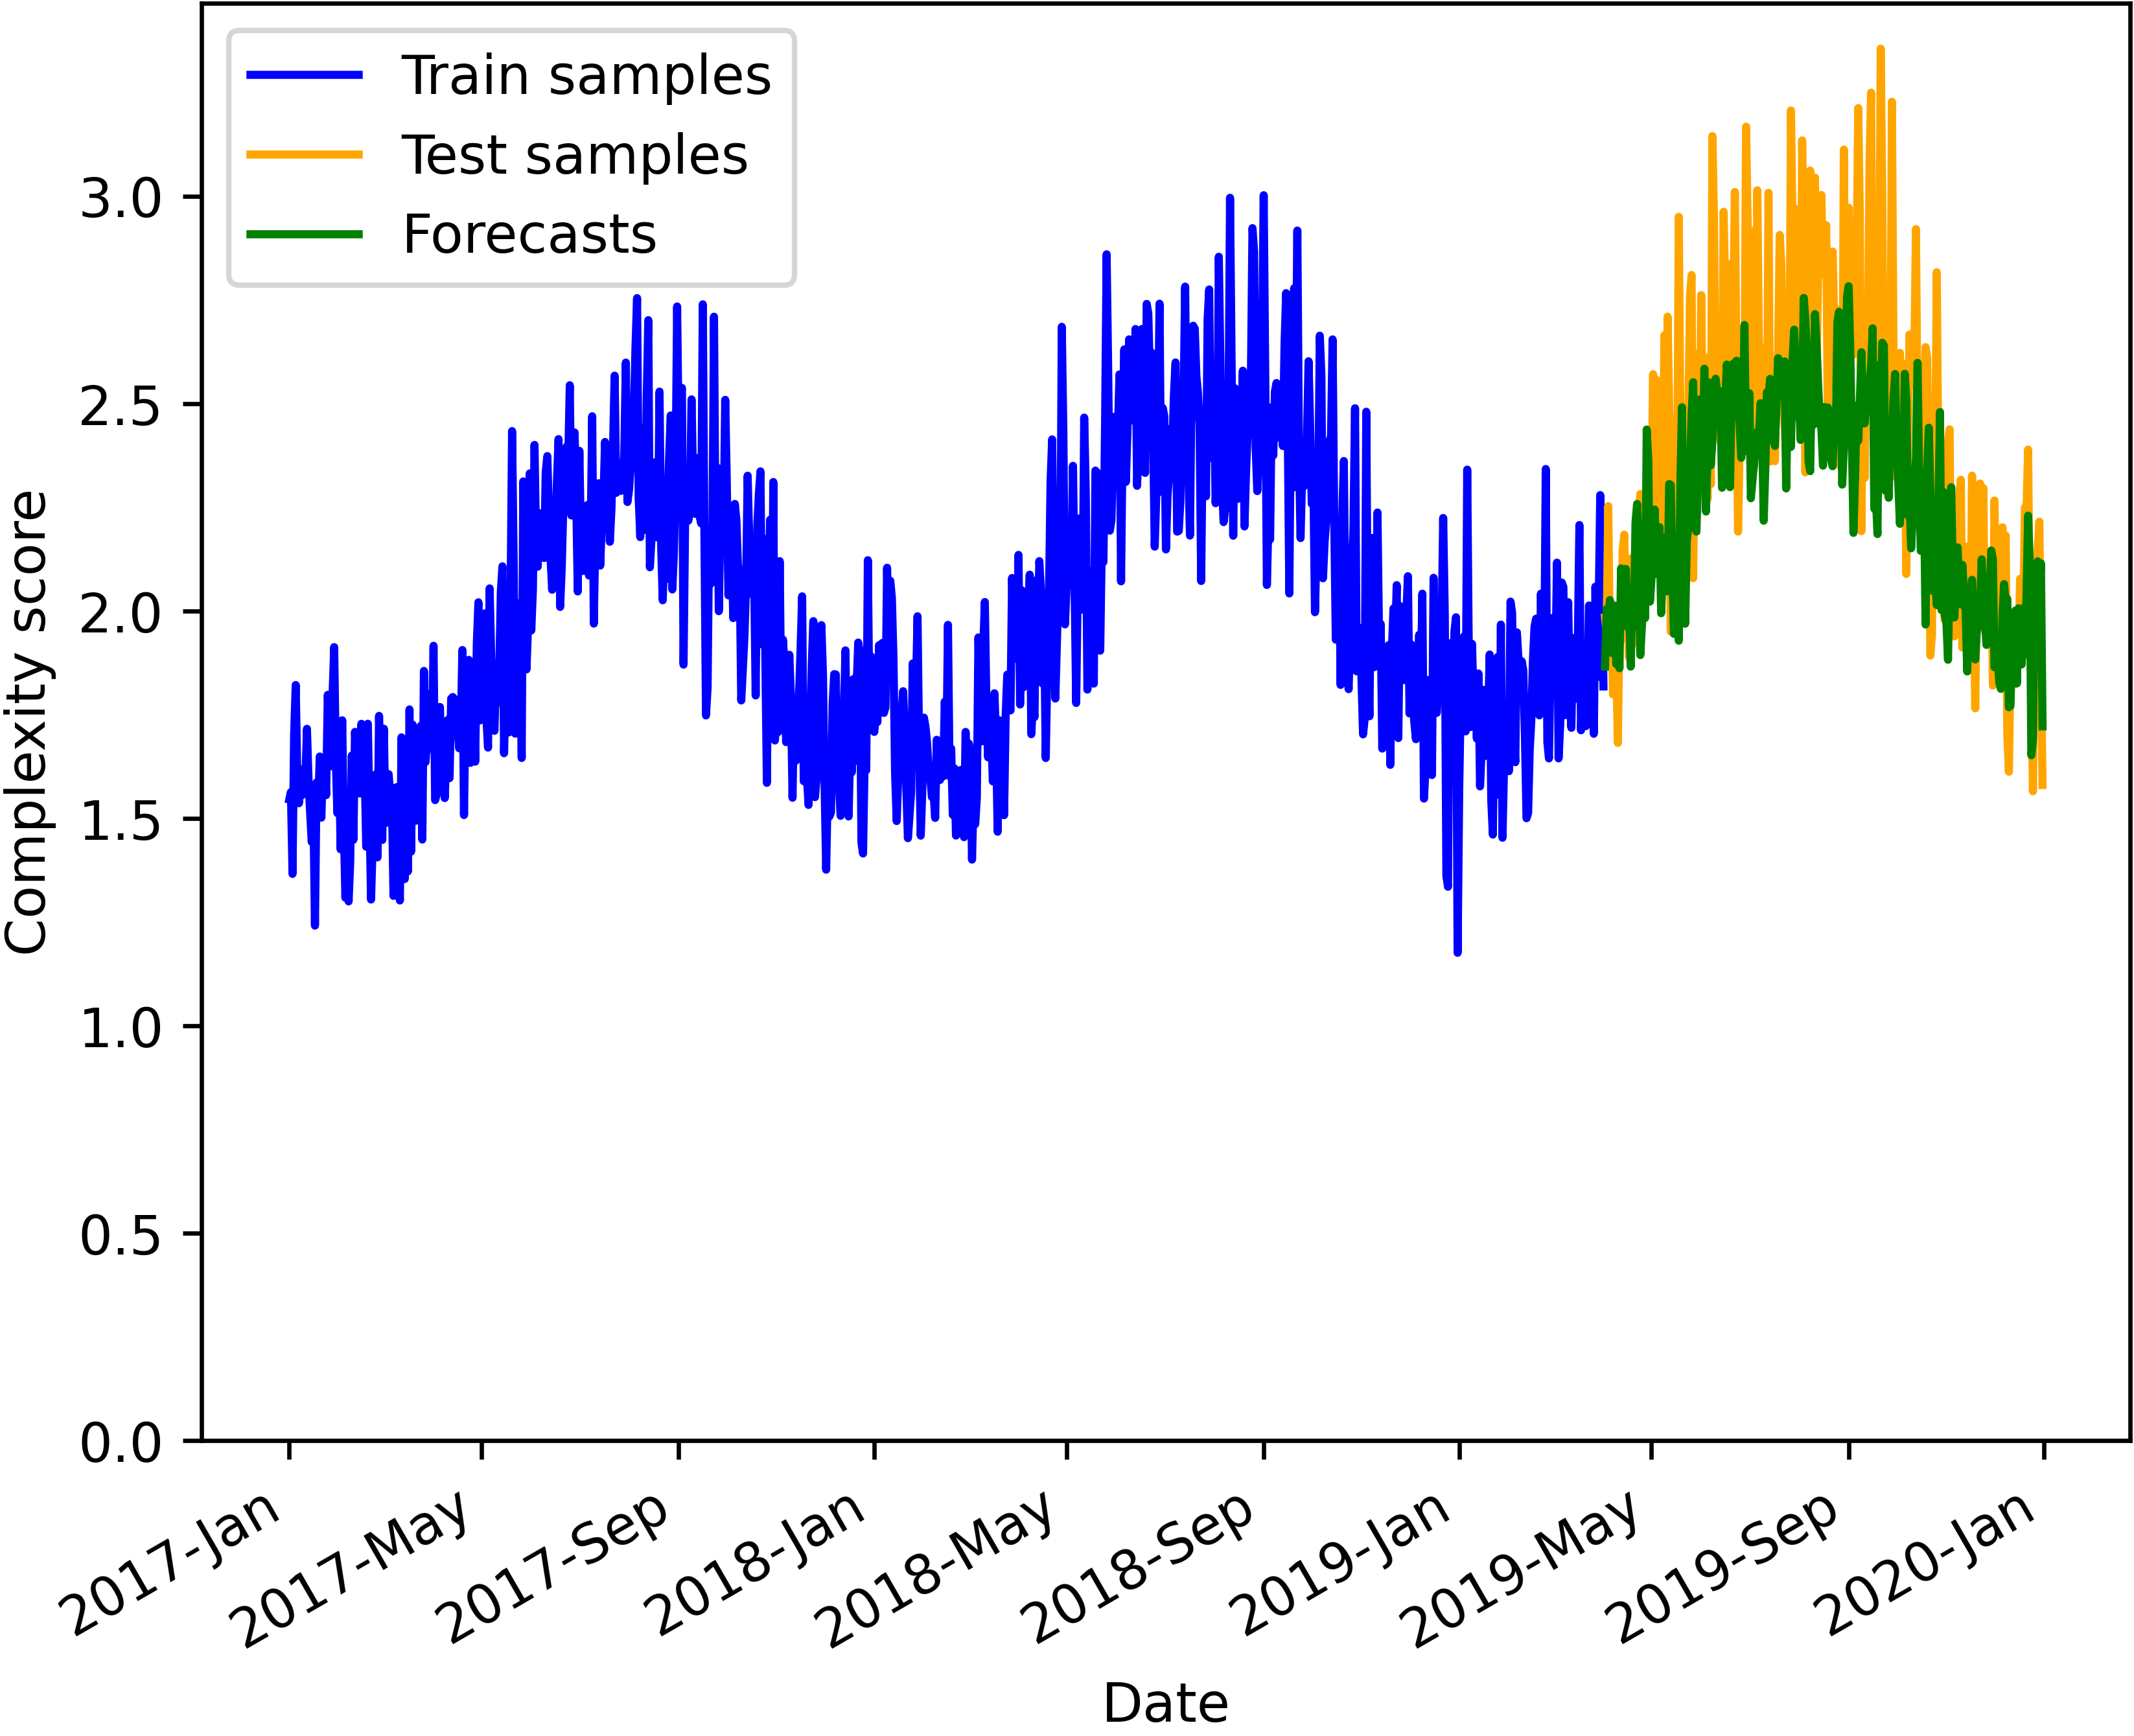 Train samples
Test samples
Forecasts
3.0
2.5
2.0
1.5
1.0
0.5
0.0
Complexity score
2017-Jan
2017-May
2017-Sep
2018-Jan
2018-May
2018-Sep
2019-Jan
2019-May
2019-Sep
2020-Jan
Date